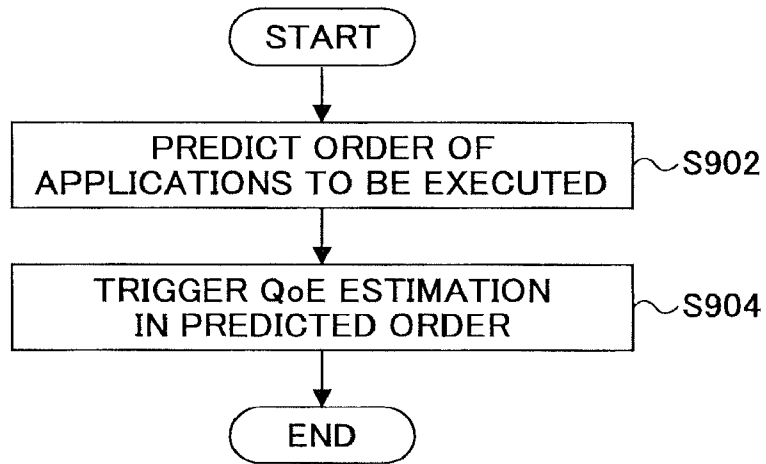 START
PREDICT ORDER OF
APPLICATIONS TO BE EXECUTED
S902
TRIGGER QoE ESTIMATION
IN PREDICTED ORDER
S904
END